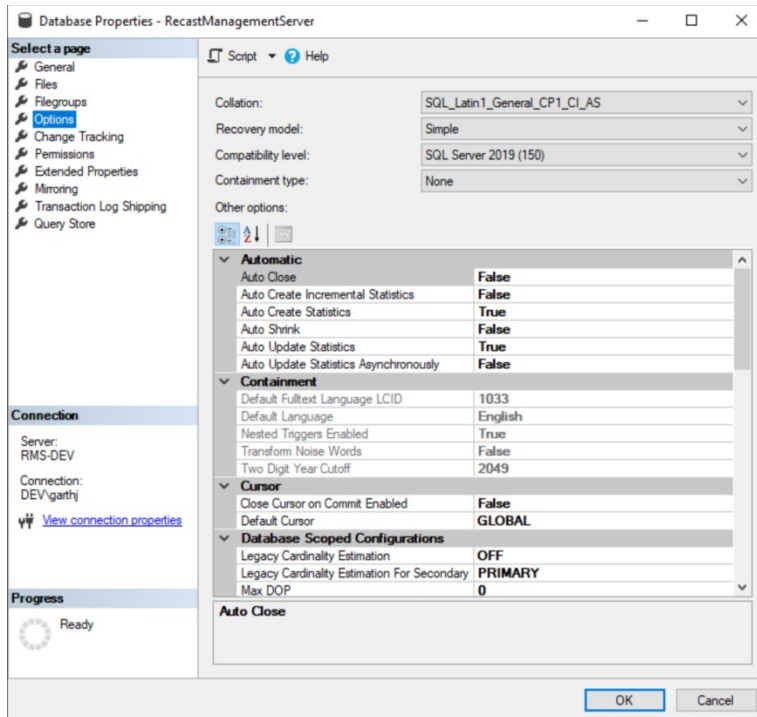 Database Properties - RecastManagementServer
Select a page
General
Files
Filegroups
Options
Change Tracking
Permissions
Extended Properties
Mirroring
Transaction Log Shipping
Query Store
Connection
Server:
RMS-DEV
Connection:
DEV\garthj
View connection properties
Progress
Ready
Script Help
Collation: SQL_Latin1_General_CP1_CI_AS
Recovery model: Simple
Compatibility level: SQL Server 2019 (150)
Containment type: None
Other options:
Automatic
Auto Close False
Auto Create Incremental Statistics False
Auto Create Statistics True
Auto Shrink False
Auto Update Statistics True
Auto Update Statistics Asynchronously False
Containment
Default Fulltext Language LCID 1033
Default Language English
Nested Triggers Enabled True
Transform Noise Words False
Two Digit Year Cutoff 2049
Cursor
Close Cursor on Commit Enabled False
Default Cursor GLOBAL
Database Scoped Configurations
Legacy Cardinality Estimation OFF
Legacy Cardinality Estimation For Secondary PRIMARY
Max DOP 0
Auto Close
OK Cancel